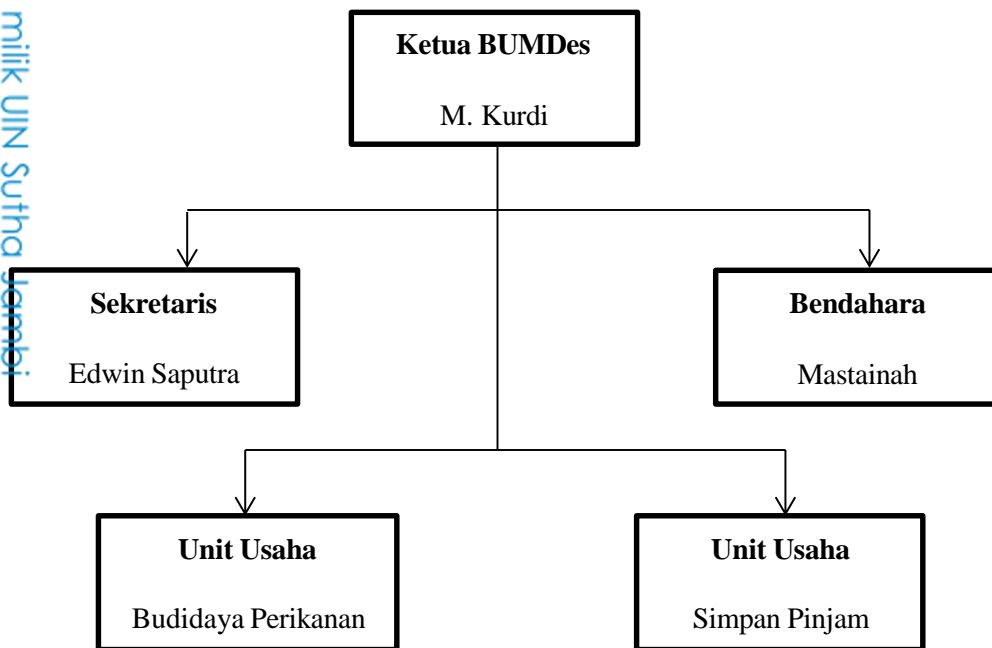 milik UIN Sutha Jambi
Ketua BUMDes
M. Kurdi
Sekretaris
Edwin Saputra
Bendahara
Mastainah
Unit Usaha
Budidaya Perikanan
Unit Usaha
Simpan Pinjam